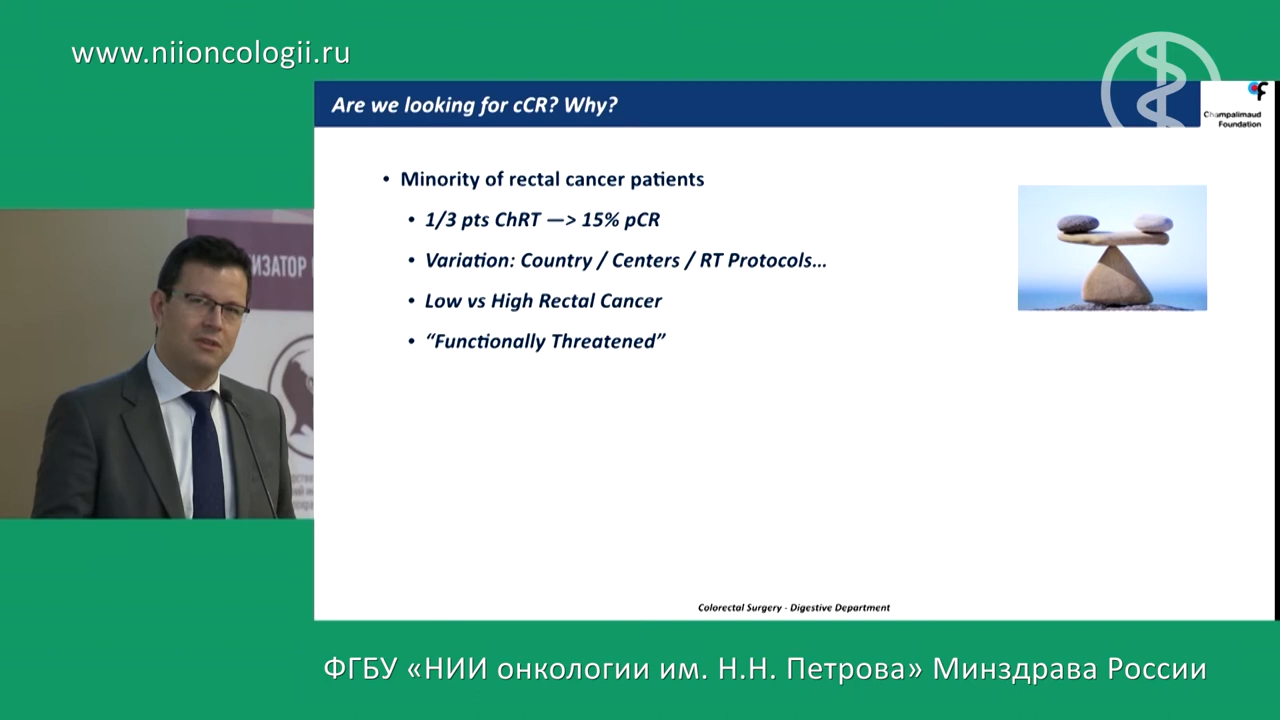 www.niioncologii.ru
Are we looking for cCR? Why?
Champalimaud
Foundation
• Minority of rectal cancer patients
• 1/3 pts ChRT —> 15% pCR
• Variation: Country / Centers / RT Protocols...
• Low vs High Rectal Cancer
• “Functionally Threatened”
ИЗАТОР
Colorectal Surgery - Digestive Department
ФГБУ «НИИ онкологии им. Н.Н. Петрова» Минздрава России